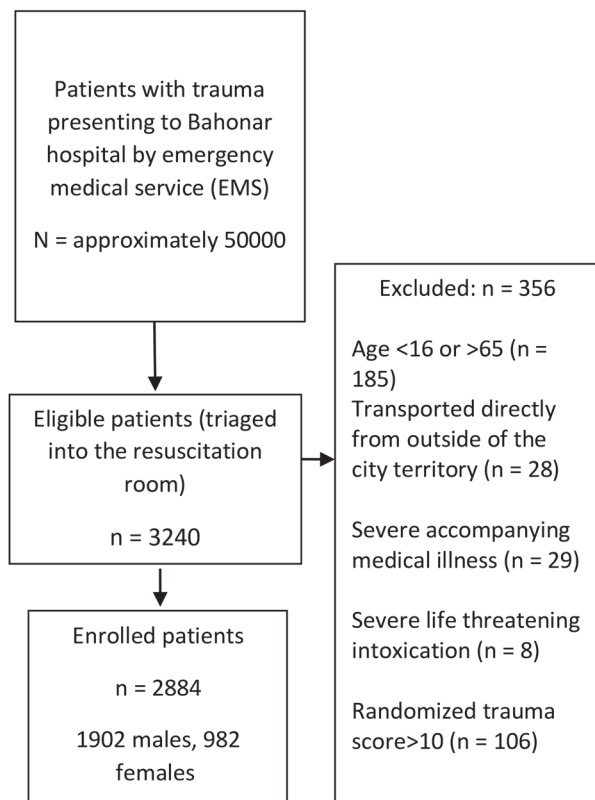 Patients with trauma
presenting to Bahonar
hospital by emergency
medical service (EMS)
N = approximately 50000
Eligible patients (triaged
into the resuscitation
room)
n = 3240
Excluded: n = 356
Age <16 or >65 (n =
185)
Transported directly
from outside of the
city territory (n = 28)
Severe accompanying
medical illness (n = 29)
Severe life threatening
intoxication (n = 8)
Randomized trauma
score>10 (n = 106)
Enrolled patients
n = 2884
1902 males, 982
females